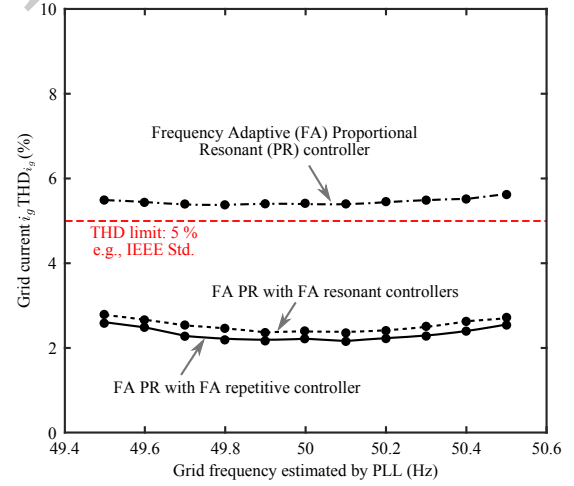 10
8
6
4
2
0
Grid current i_g THD_{i_g} (%)
Frequency Adaptive (FA) Proportional
Resonant (PR) controller
THD limit: 5 %
e.g., IEEE Std.
FA PR with FA resonant controllers
FA PR with FA repetitive controller
49.4 49.6 49.8 50 50.2 50.4 50.6
Grid frequency estimated by PLL (Hz)